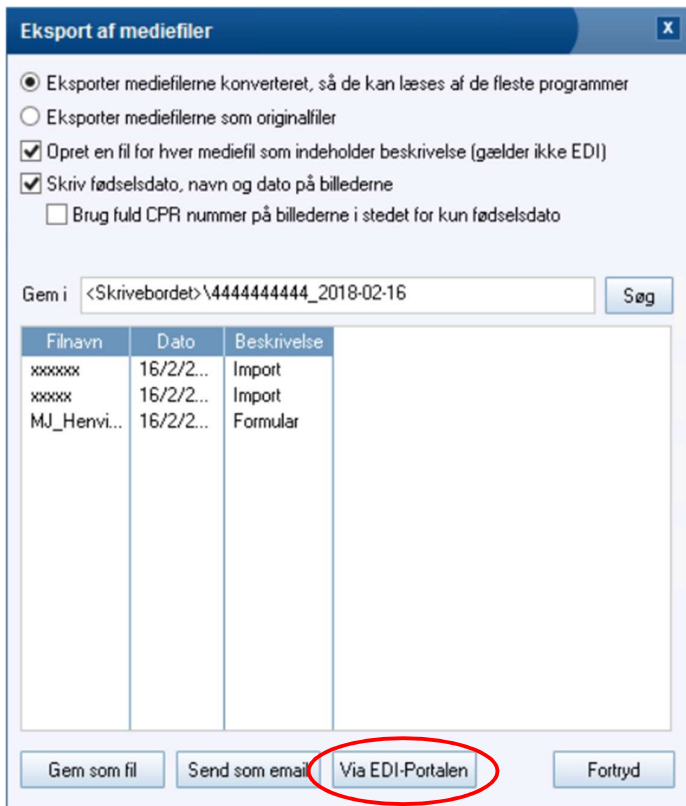 Eksport af mediefiler x
Eksporter mediefilerne konverteret, så de kan læses af de fleste programmer
Eksporter mediefilerne som originalfiler
Opret en fil for hver mediefil som indeholder beskrivelse (gælder ikke EDI)
Skriv fødselsdato, navn og dato på billederne
Brug fuld CPR nummer på billederne i stedet for kun fødselsdato
Gem i <Skrivebordet>\4444444444_2018-02-16 Søg
Filnavn Dato Beskrivelse
xxxxxx 16/2/2... Import
xxxxx 16/2/2... Import
MJ_Henvi... 16/2/2... Formular
Gem som fil Send som email Via EDI-Portalen Fortryd